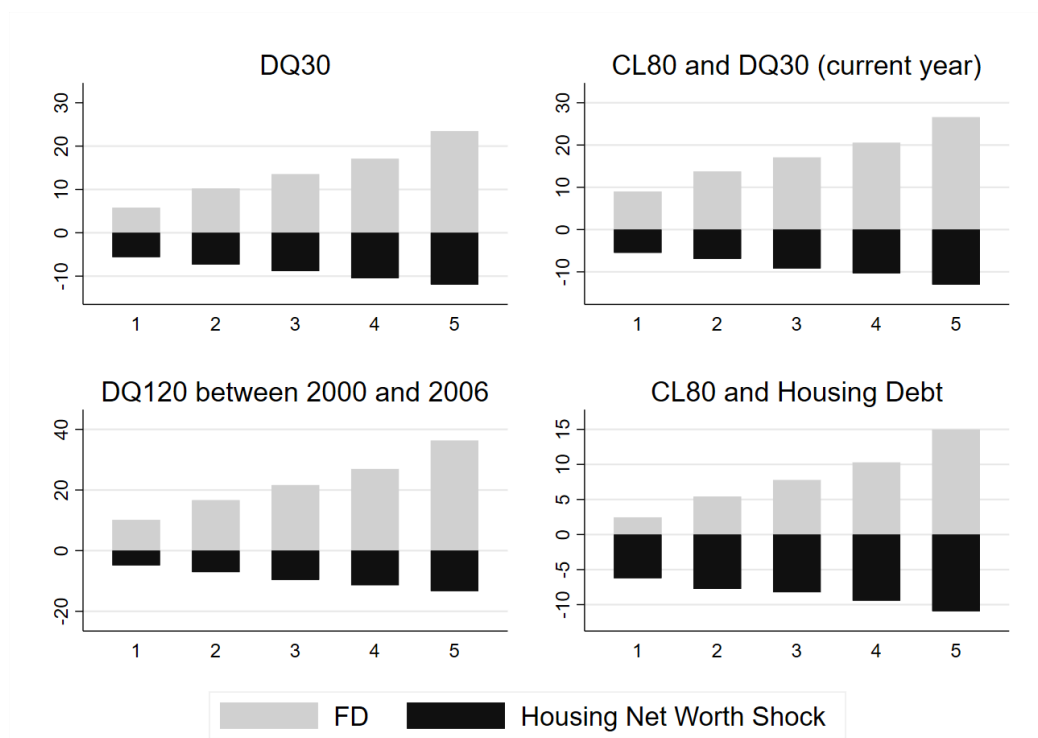 DQ30
30
20
10
0
-10
1 2 3 4 5
CL80 and DQ30 (current year)
30
20
10
0
-10
1 2 3 4 5
DQ120 between 2000 and 2006
40
20
0
-20
1 2 3 4 5
CL80 and Housing Debt
15
10
5
0
-5
-10
1 2 3 4 5
FD Housing Net Worth Shock